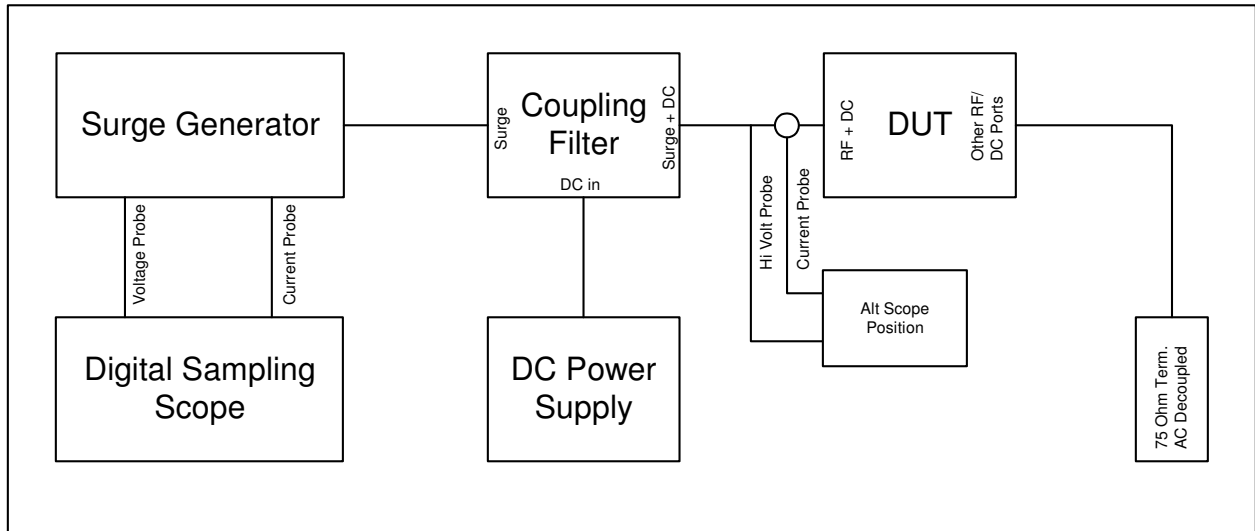 Surge Generator
Surge
Coupling
Filter
Surge + DC
DC in
RF + DC
DUT
Other RF/
DC Ports
Voltage Probe
Current Probe
Hi Volt Probe
Current Probe
Alt Scope
Position
Digital Sampling
Scope
DC Power
Supply
75 Ohm Term.
AC Decoupled